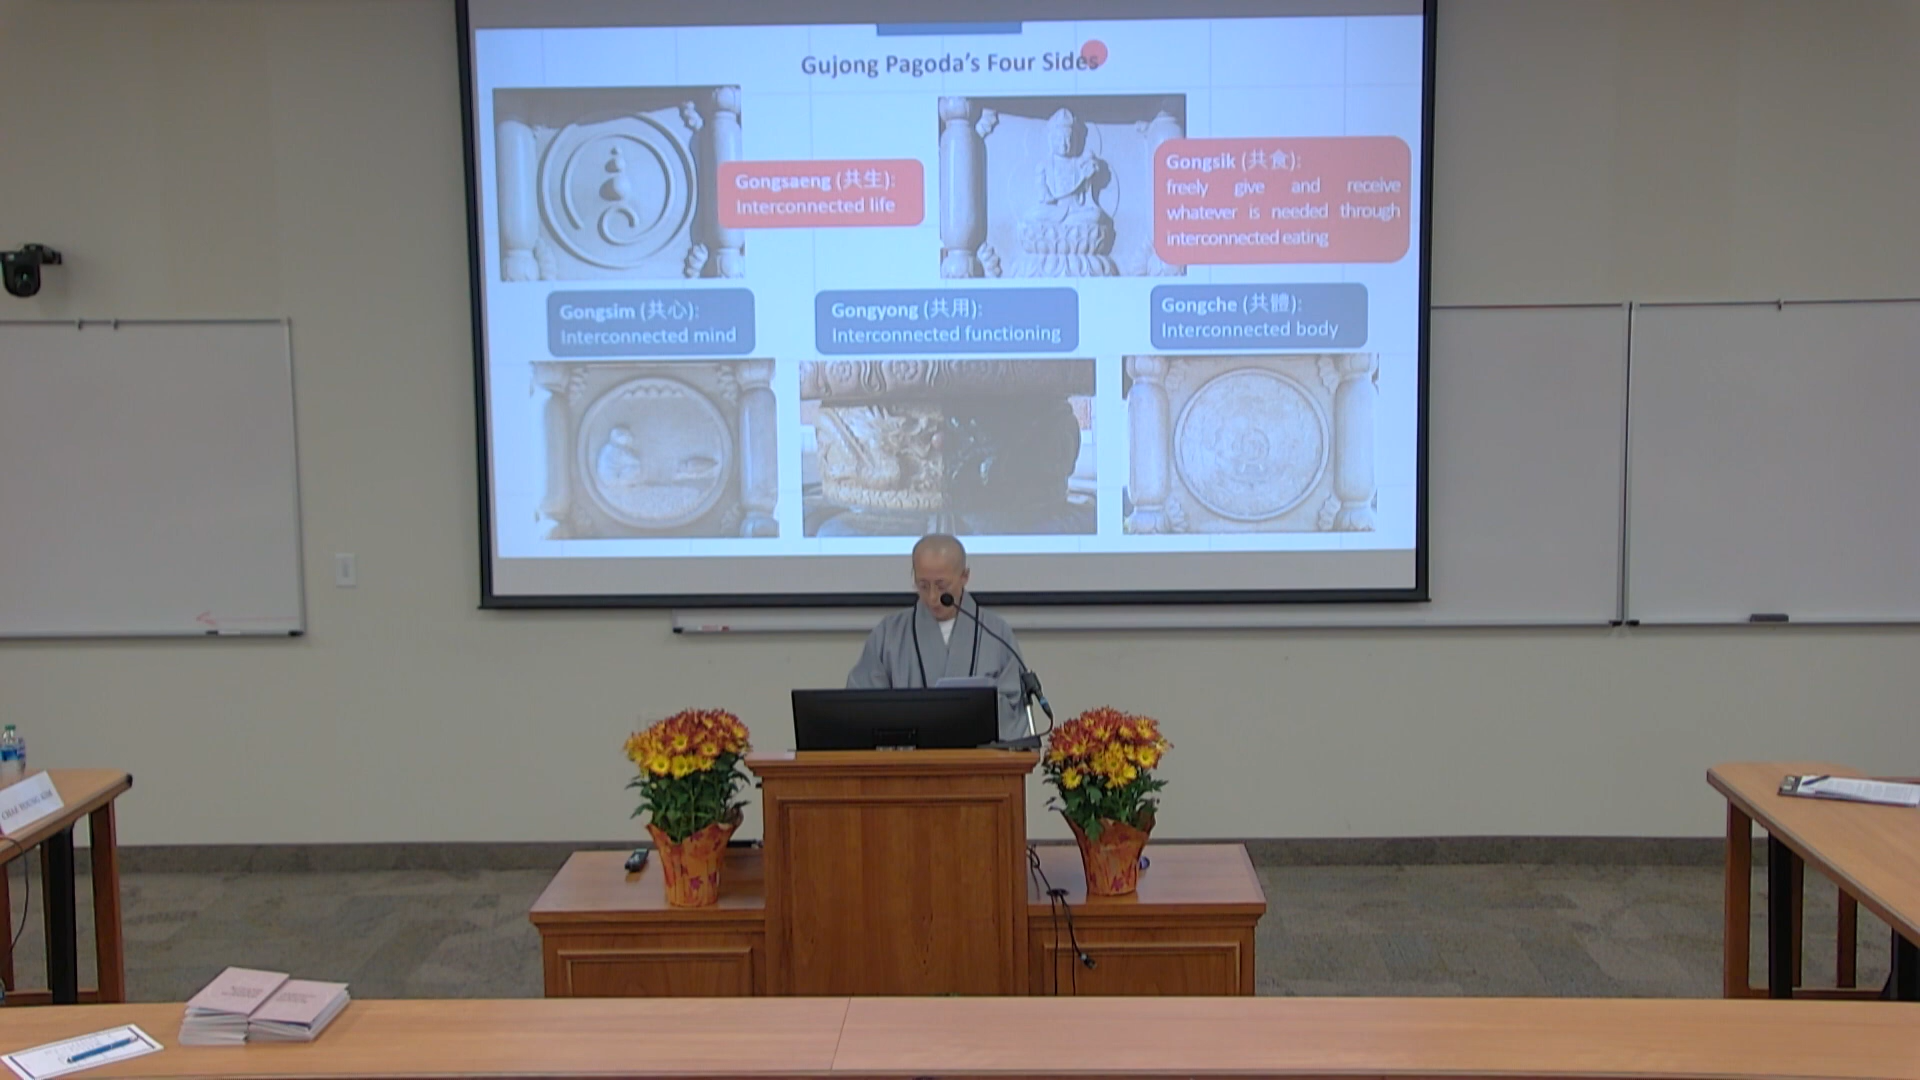 Gujong Pagoda's Four Sides
Gongsaeng (共生):
Interconnected life
Gongsik (共食):
freely give and receive
whatever is needed through
interconnected eating
Gongsim (共心):
Interconnected mind
Gongyong (共用):
Interconnected functioning
Gongche (共體):
Interconnected body